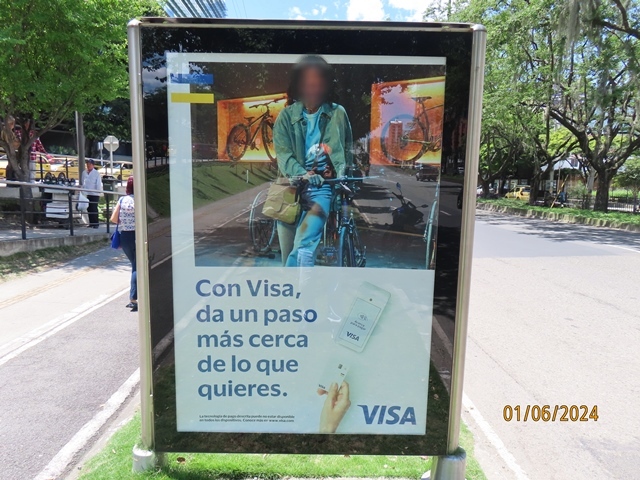 Con Visa,
da un paso
más cerca
de lo que
quieres.
VISA
VISA
01/06/2024